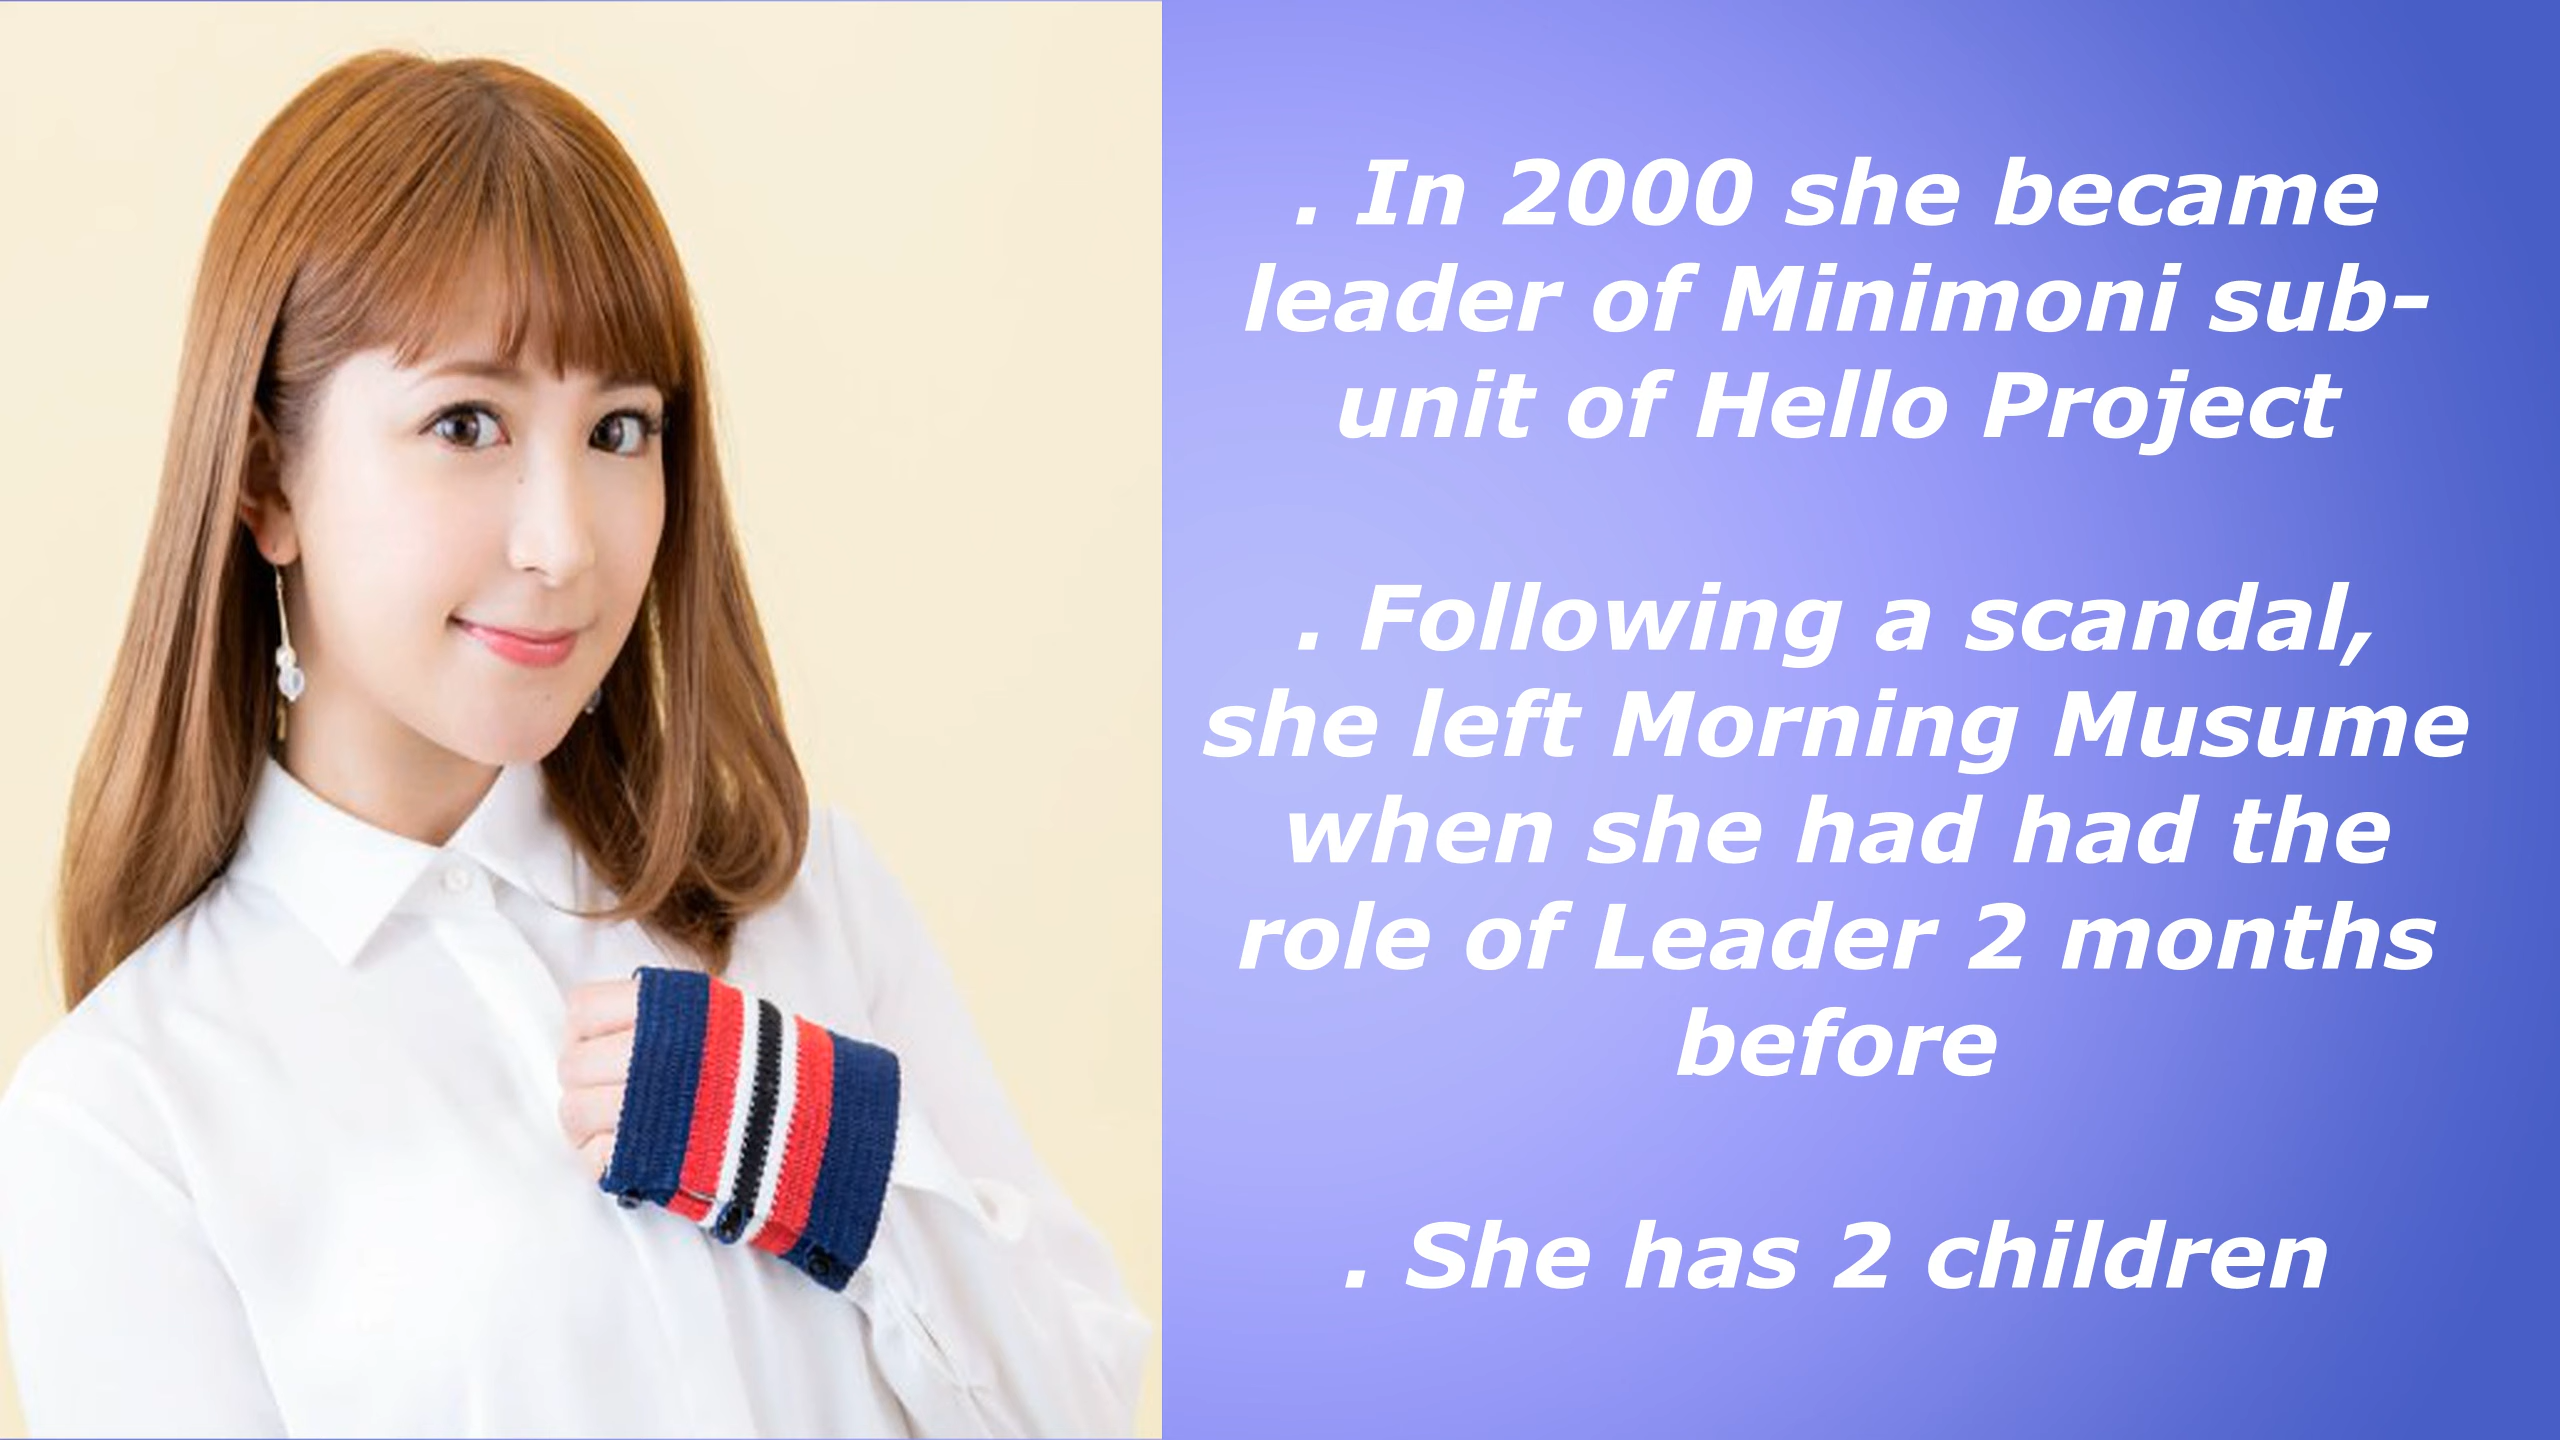 . In 2000 she became
leader of Minimoni sub-
unit of Hello Project
. Following a scandal,
she left Morning Musume
when she had had the
role of Leader 2 months
before
. She has 2 children